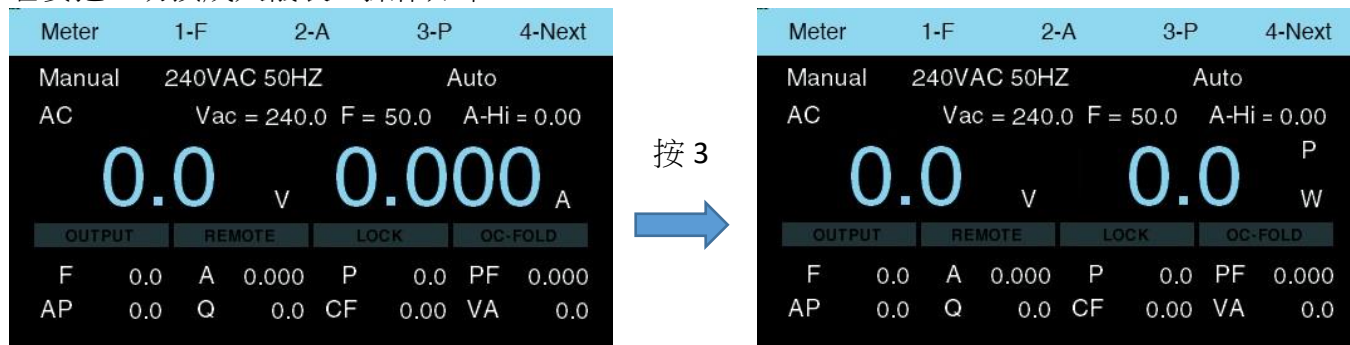 Meter 1-F 2-A 3-P 4-Next
Manual 240VAC 50HZ Auto
AC Vac = 240.0 F = 50.0 A-Hi = 0.00
0.0 V 0.000 A
OUTPUT REMOTE LOCK OC-FOLD
F 0.0 A 0.000 P 0.0 PF 0.000
AP 0.0 Q 0.0 CF 0.00 VA 0.0
按 3
Meter 1-F 2-A 3-P 4-Next
Manual 240VAC 50HZ Auto
AC Vac = 240.0 F = 50.0 A-Hi = 0.00
0.0 V 0.0 P W
OUTPUT REMOTE LOCK OC-FOLD
F 0.0 A 0.000 P 0.0 PF 0.000
AP 0.0 Q 0.0 CF 0.00 VA 0.0